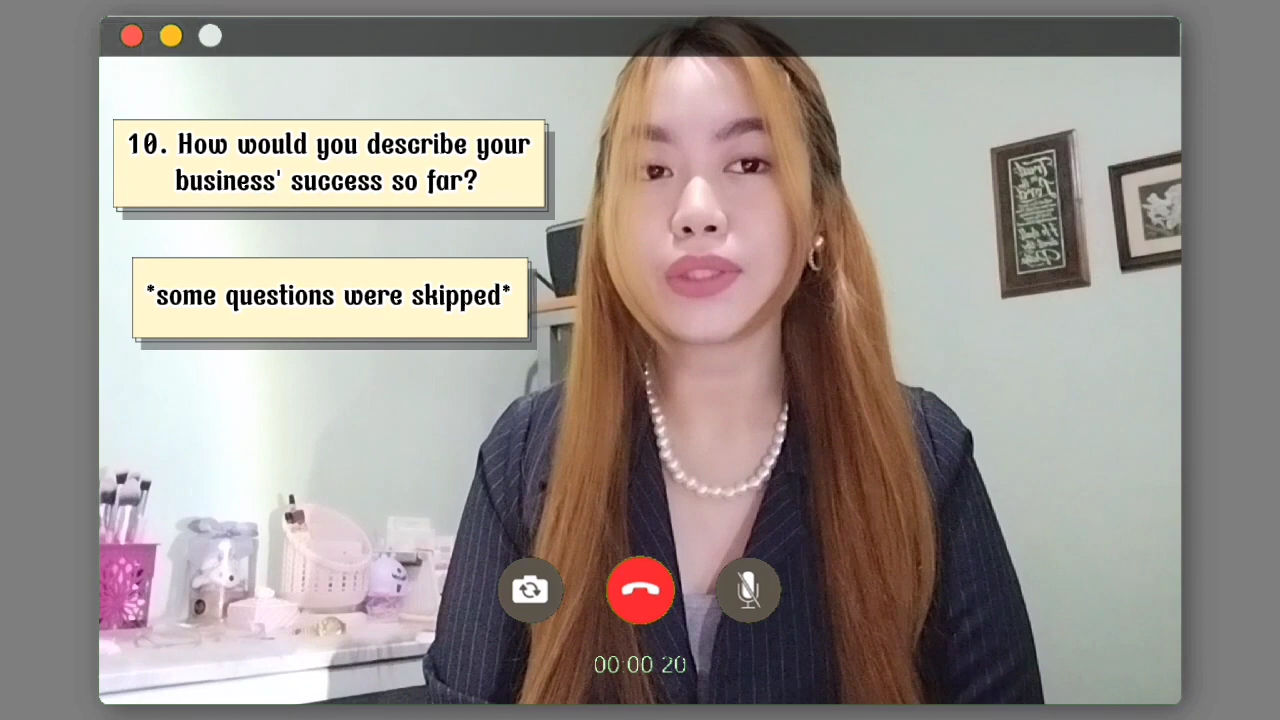 10. How would you describe your
business' success so far?
*some questions were skipped*
00:00 20